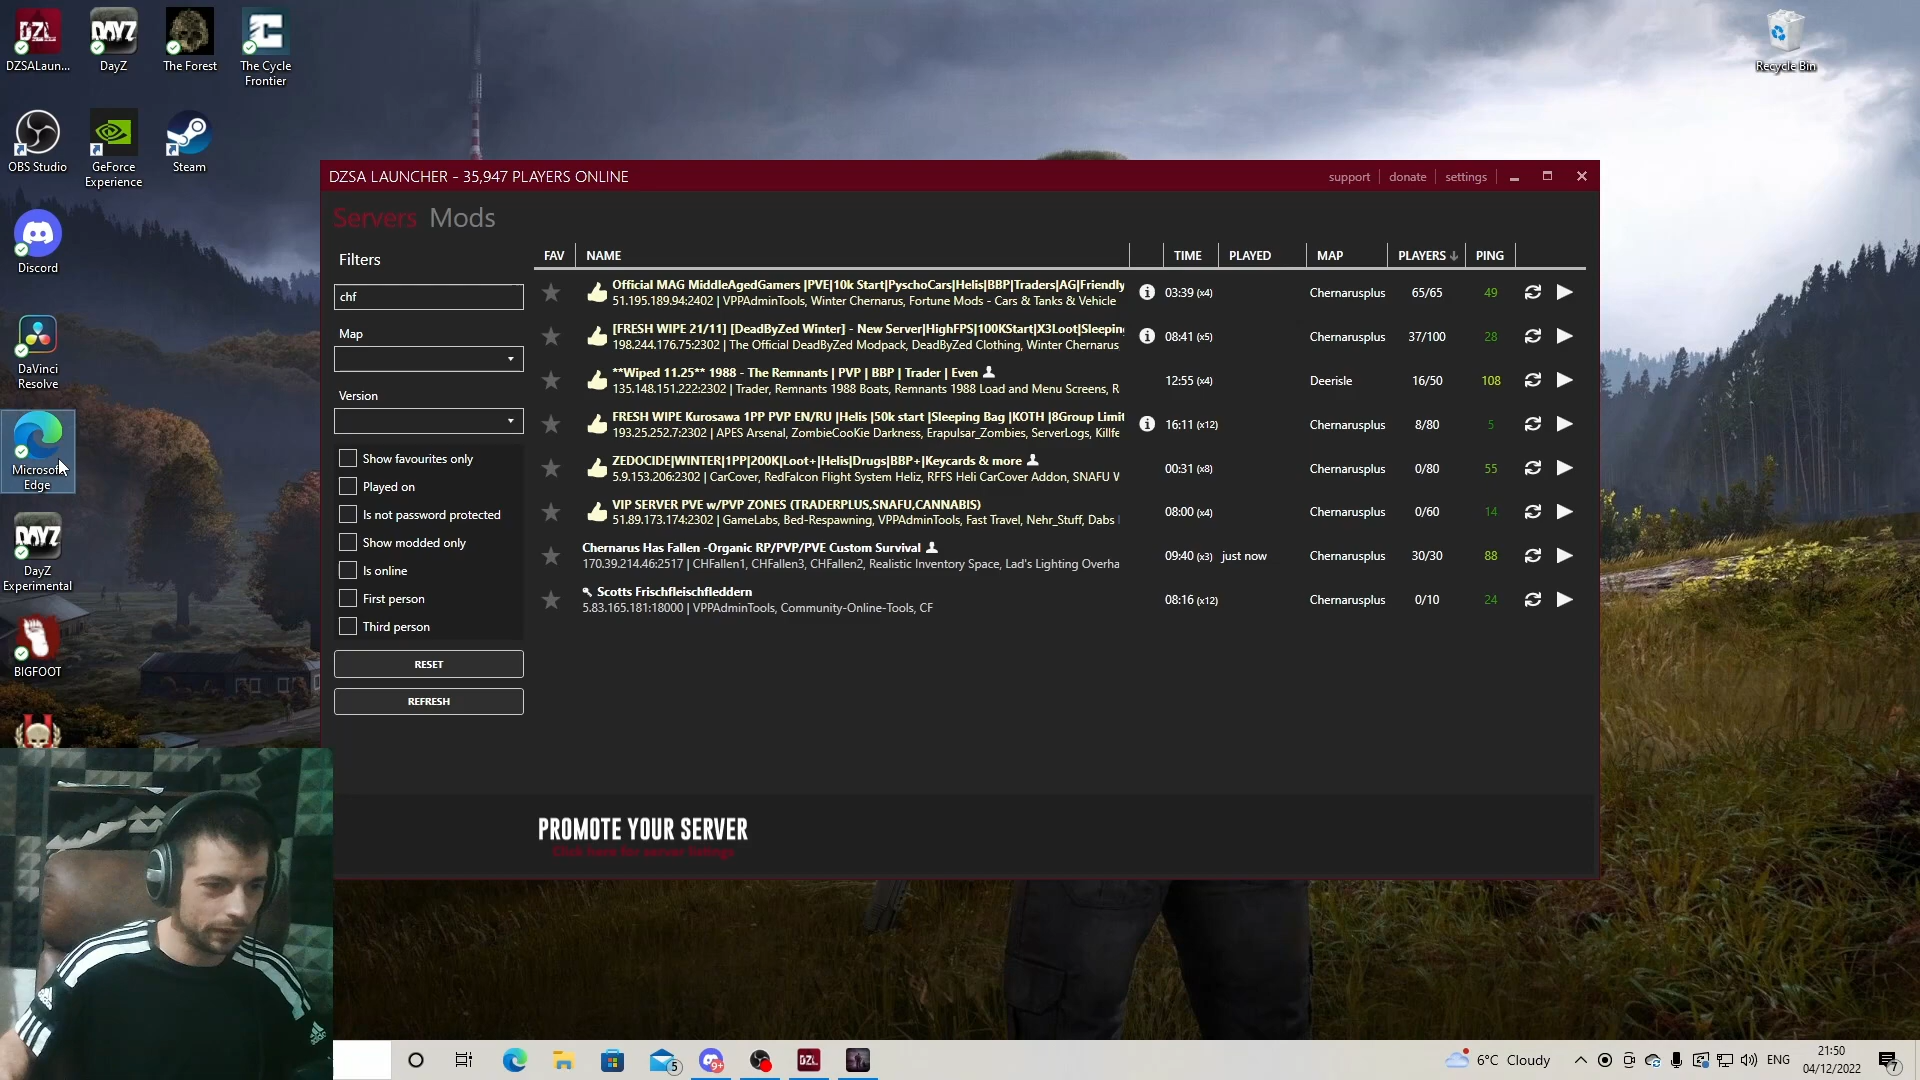 DZSALaun...
DayZ
The Forest
The Cycle Frontier
Recycle Bin
OBS Studio
GeForce Experience
Steam
Discord
DaVinci Resolve
Microsoft Edge
DayZ Experimental
BIGFOOT
DZSA LAUNCHER - 35,947 PLAYERS ONLINE
support
donate
settings
Servers Mods
Filters
chf
Map
Version
Show favourites only
Played on
Is not password protected
Show modded only
Is online
First person
Third person
RESET
REFRESH
FAV NAME TIME PLAYED MAP PLAYERS PING
Official MAG MiddleAgedGamers |PVE|10k Start|PyschoCars|Helis|BBP|Traders|AG|Friendly
51.195.189.94:2402 | VPPAdminTools, Winter Chernarus, Fortune Mods - Cars & Tanks & Vehicle
03:39 (x4) Chernarusplus 65/65 49
[FRESH WIPE 21/11] [DeadByZed Winter] - New Server|HighFPS|100KStart|X3Loot|Sleeping
198.244.176.75:2302 | The Official DeadByZed Modpack, DeadByZed Clothing, Winter Chernarus,
08:41 (x5) Chernarusplus 37/100 28
**Wiped 11.25** 1988 - The Remnants | PVP | BBP | Trader | Even
135.148.151.222:2302 | Trader, Remnants 1988 Boats, Remnants 1988 Load and Menu Screens, R
12:55 (x4) Deerisle 16/50 108
FRESH WIPE Kurosawa 1PP PVP EN/RU |Helis |50k start |Sleeping Bag |KOTH |8Group Limit
193.25.252.7:2302 | APES Arsenal, ZombieCooKie Darkness, Erapulsar_Zombies, ServerLogs, Killfe
16:11 (x12) Chernarusplus 8/80 5
ZEDOCIDE|WINTER|1PP|200K|Loot+|Helis|Drugs|BBP+|Keycards & more
5.9.153.206:2302 | CarCover, RedFalcon Flight System Heliz, RFFS Heli CarCover Addon, SNAFU W
00:31 (x8) Chernarusplus 0/80 55
VIP SERVER PVE w/PVP ZONES (TRADERPLUS,SNAFU,CANNABIS)
51.89.173.174:2302 | GameLabs, Bed-Respawning, VPPAdminTools, Fast Travel, Nehr_Stuff, Dabs
08:00 (x4) Chernarusplus 0/60 14
Chernarus Has Fallen -Organic RP/PVP/PVE Custom Survival
170.39.214.46:2517 | CHFallen1, CHFallen3, CHFallen2, Realistic Inventory Space, Lad's Lighting Overha
09:40 (x3) just now Chernarusplus 30/30 88
Scotts Frischfleischfleddern
5.83.165.181:18000 | VPPAdminTools, Community-Online-Tools, CF
08:16 (x12) Chernarusplus 0/10 24
PROMOTE YOUR SERVER
Click here for server listings
5
9+
DZL
6°C Cloudy
ENG
21:50
04/12/2022
7